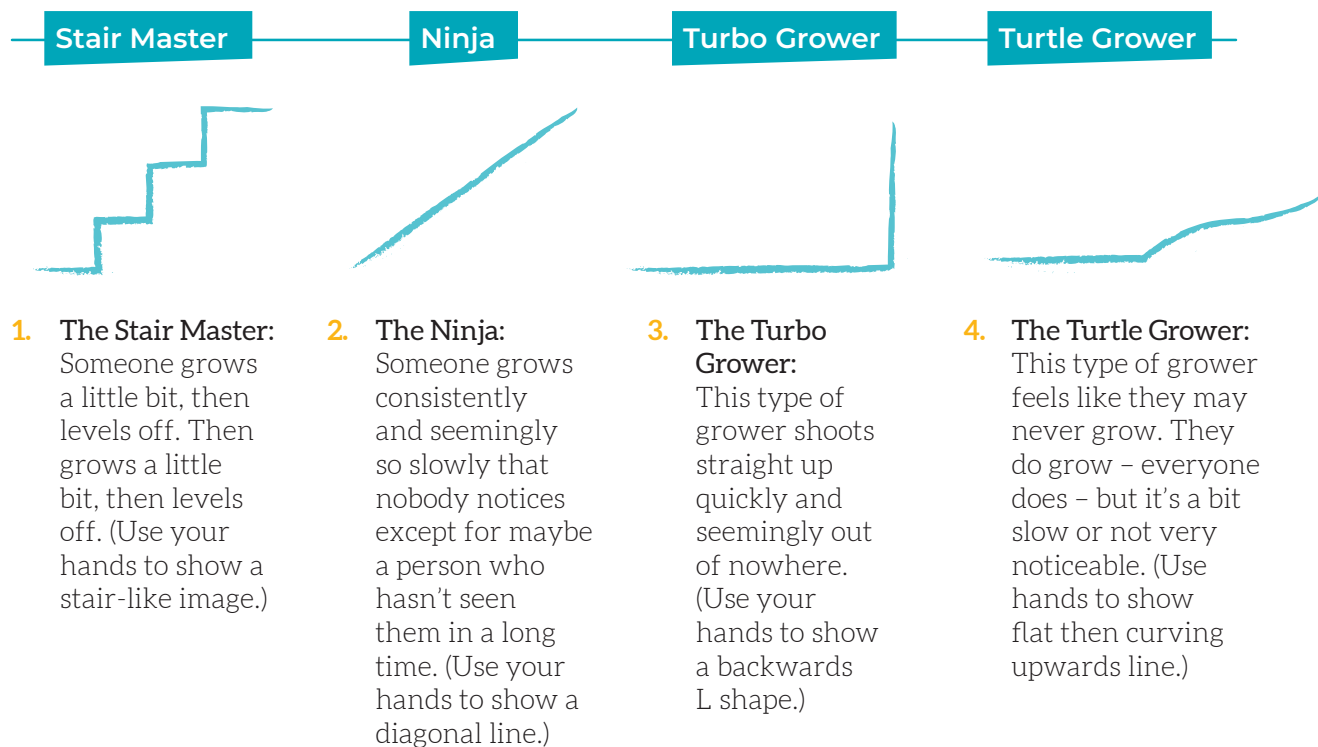 Stair Master
Ninja
Turbo Grower
Turtle Grower
1. The Stair Master:
Someone grows
a little bit, then
levels off. Then
grows a little
bit, then levels
off. (Use your
hands to show a
stair-like image.)
2. The Ninja:
Someone grows
consistently
and seemingly
so slowly that
nobody notices
except for maybe
a person who
hasn’t seen
them in a long
time. (Use your
hands to show a
diagonal line.)
3. The Turbo
Grower:
This type of
grower shoots
straight up
quickly and
seemingly out
of nowhere.
(Use your
hands to show
a backwards
L shape.)
4. The Turtle Grower:
This type of grower
feels like they may
never grow. They
do grow – everyone
does – but it’s a bit
slow or not very
noticeable. (Use
hands to show
flat then curving
upwards line.)